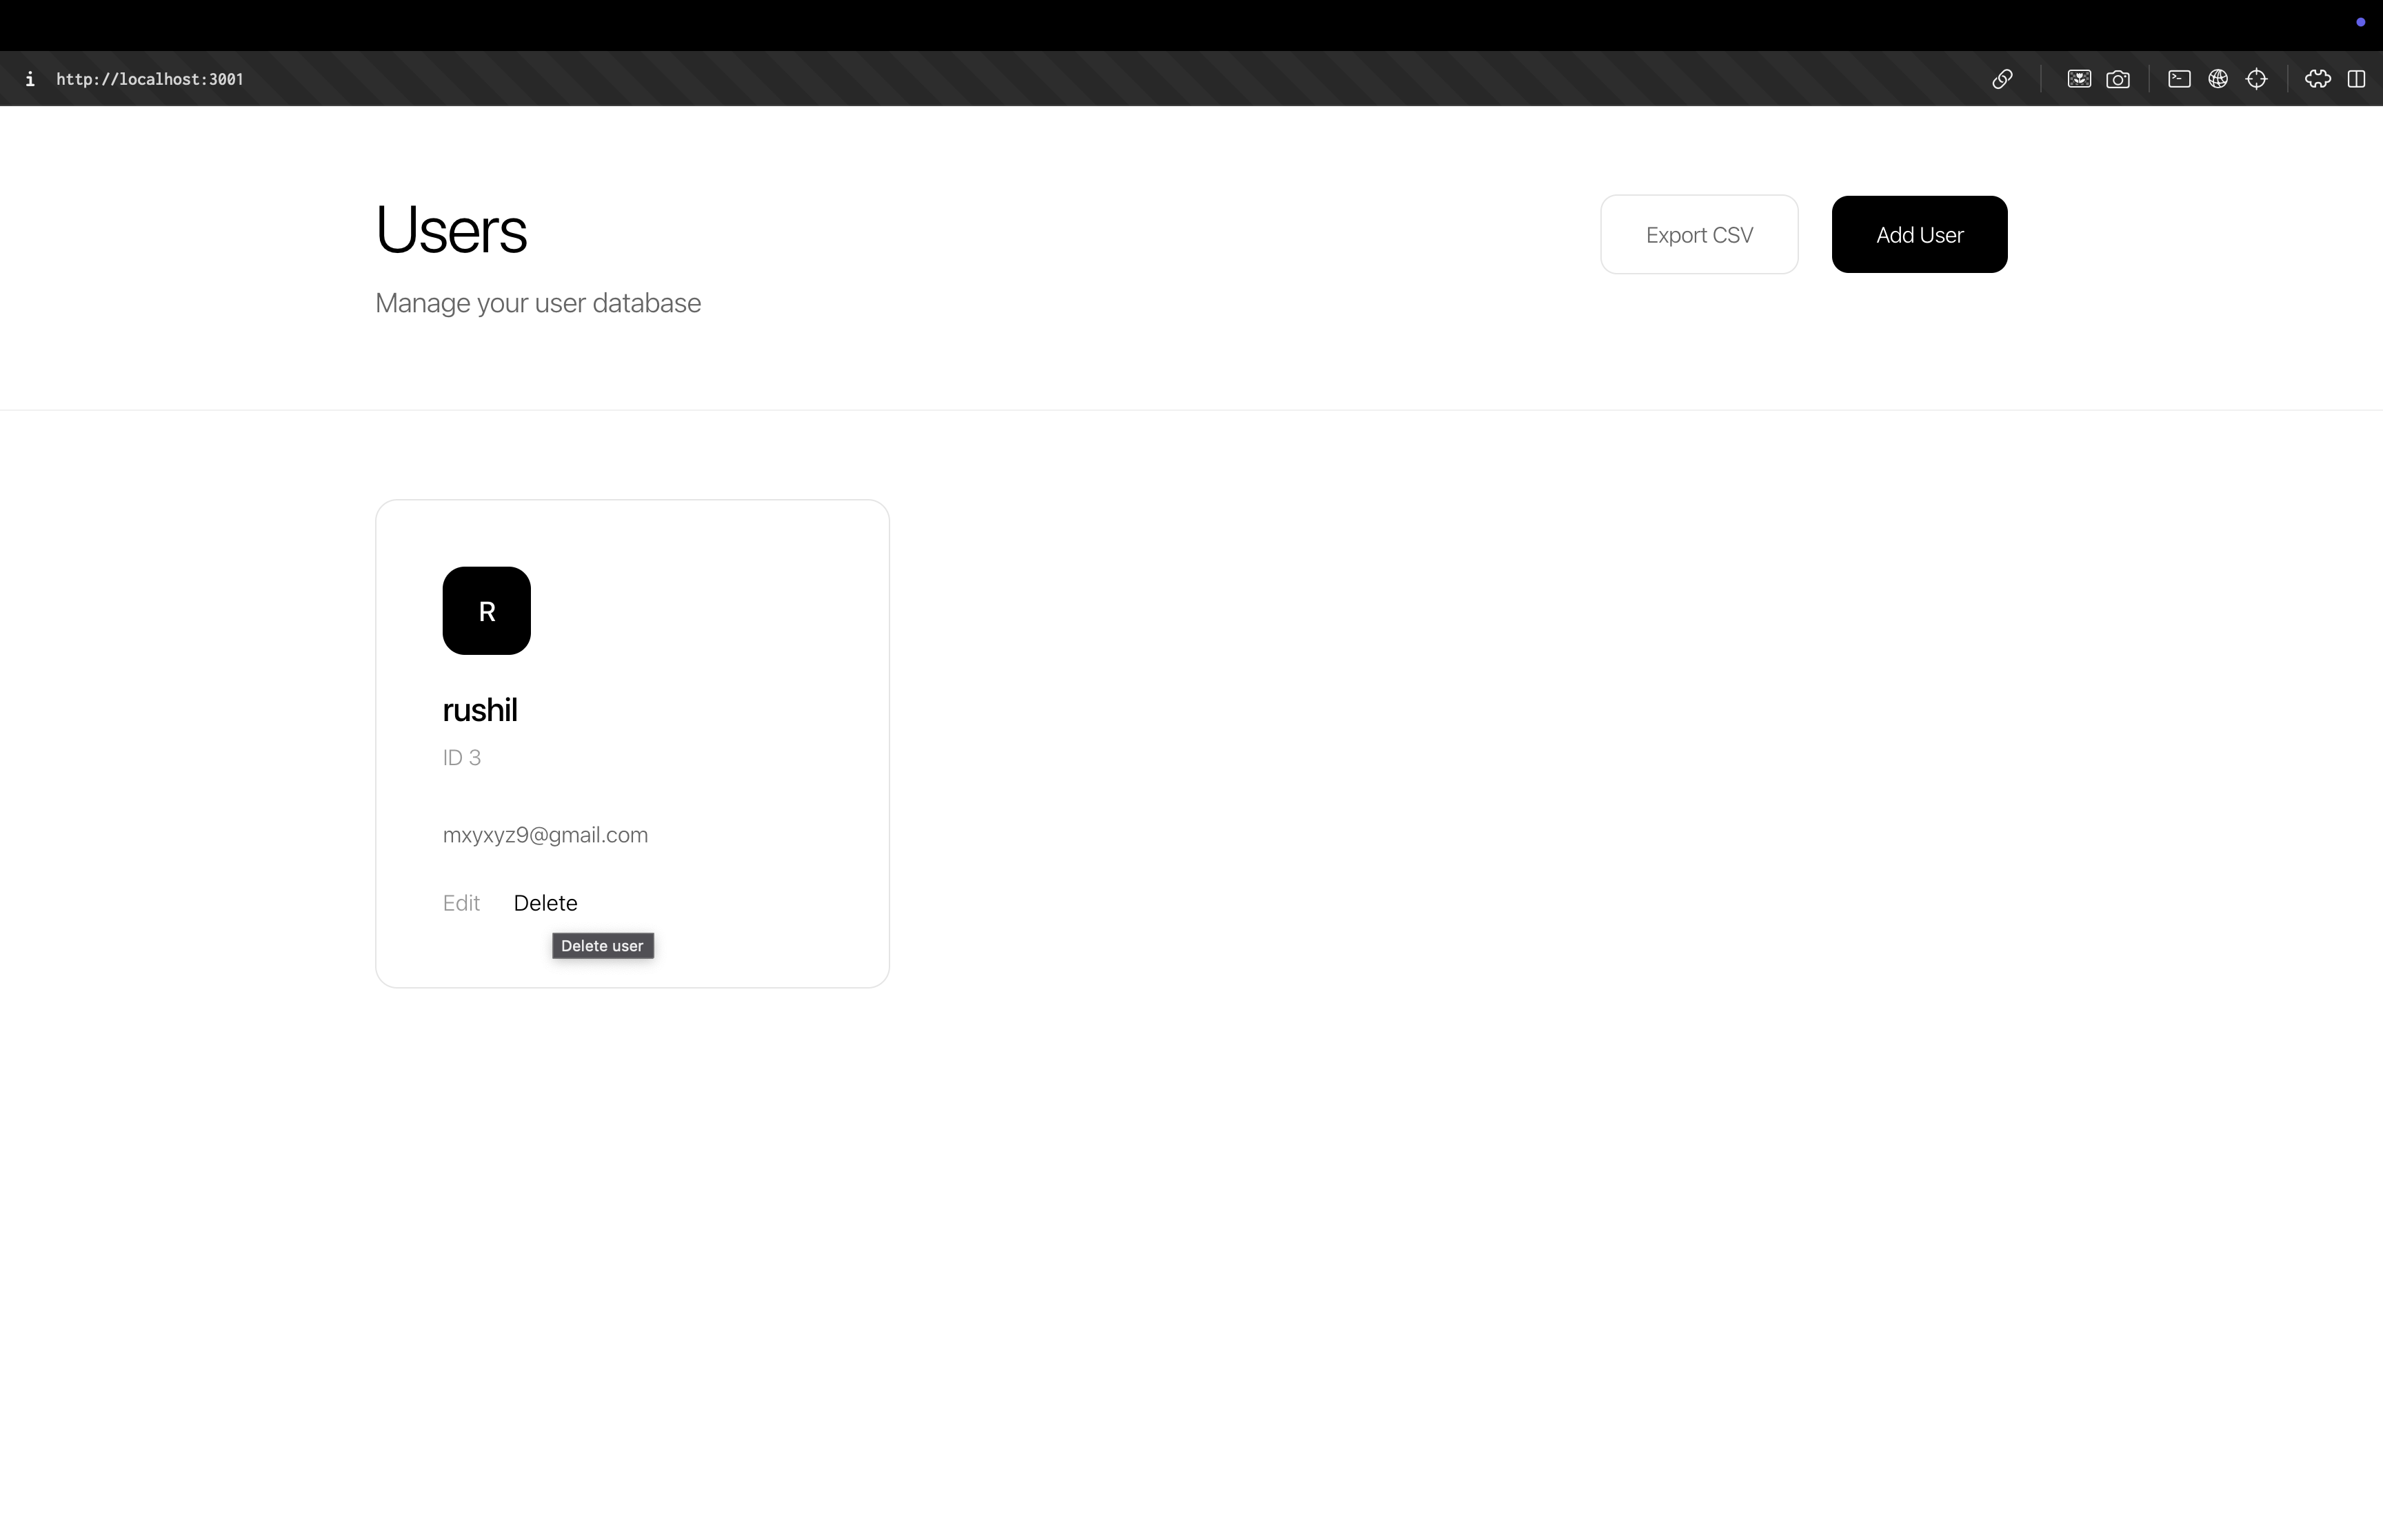 http://localhost:3001
Users
Manage your user database
Export CSV
Add User
R
rushil
ID 3
mxyxyz9@gmail.com
Edit
Delete
Delete user